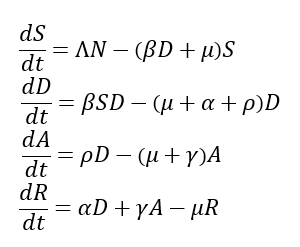 dS/dt = ΛN − (βD + μ)S
dD/dt = βSD − (μ + α + ρ)D
dA/dt = ρD − (μ + γ)A
dR/dt = αD + γA − μR